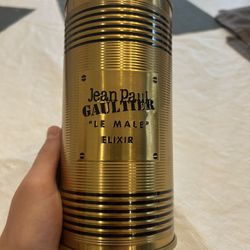 Jean Paul
GAULTIER
"LE MALE"
ELIXIR